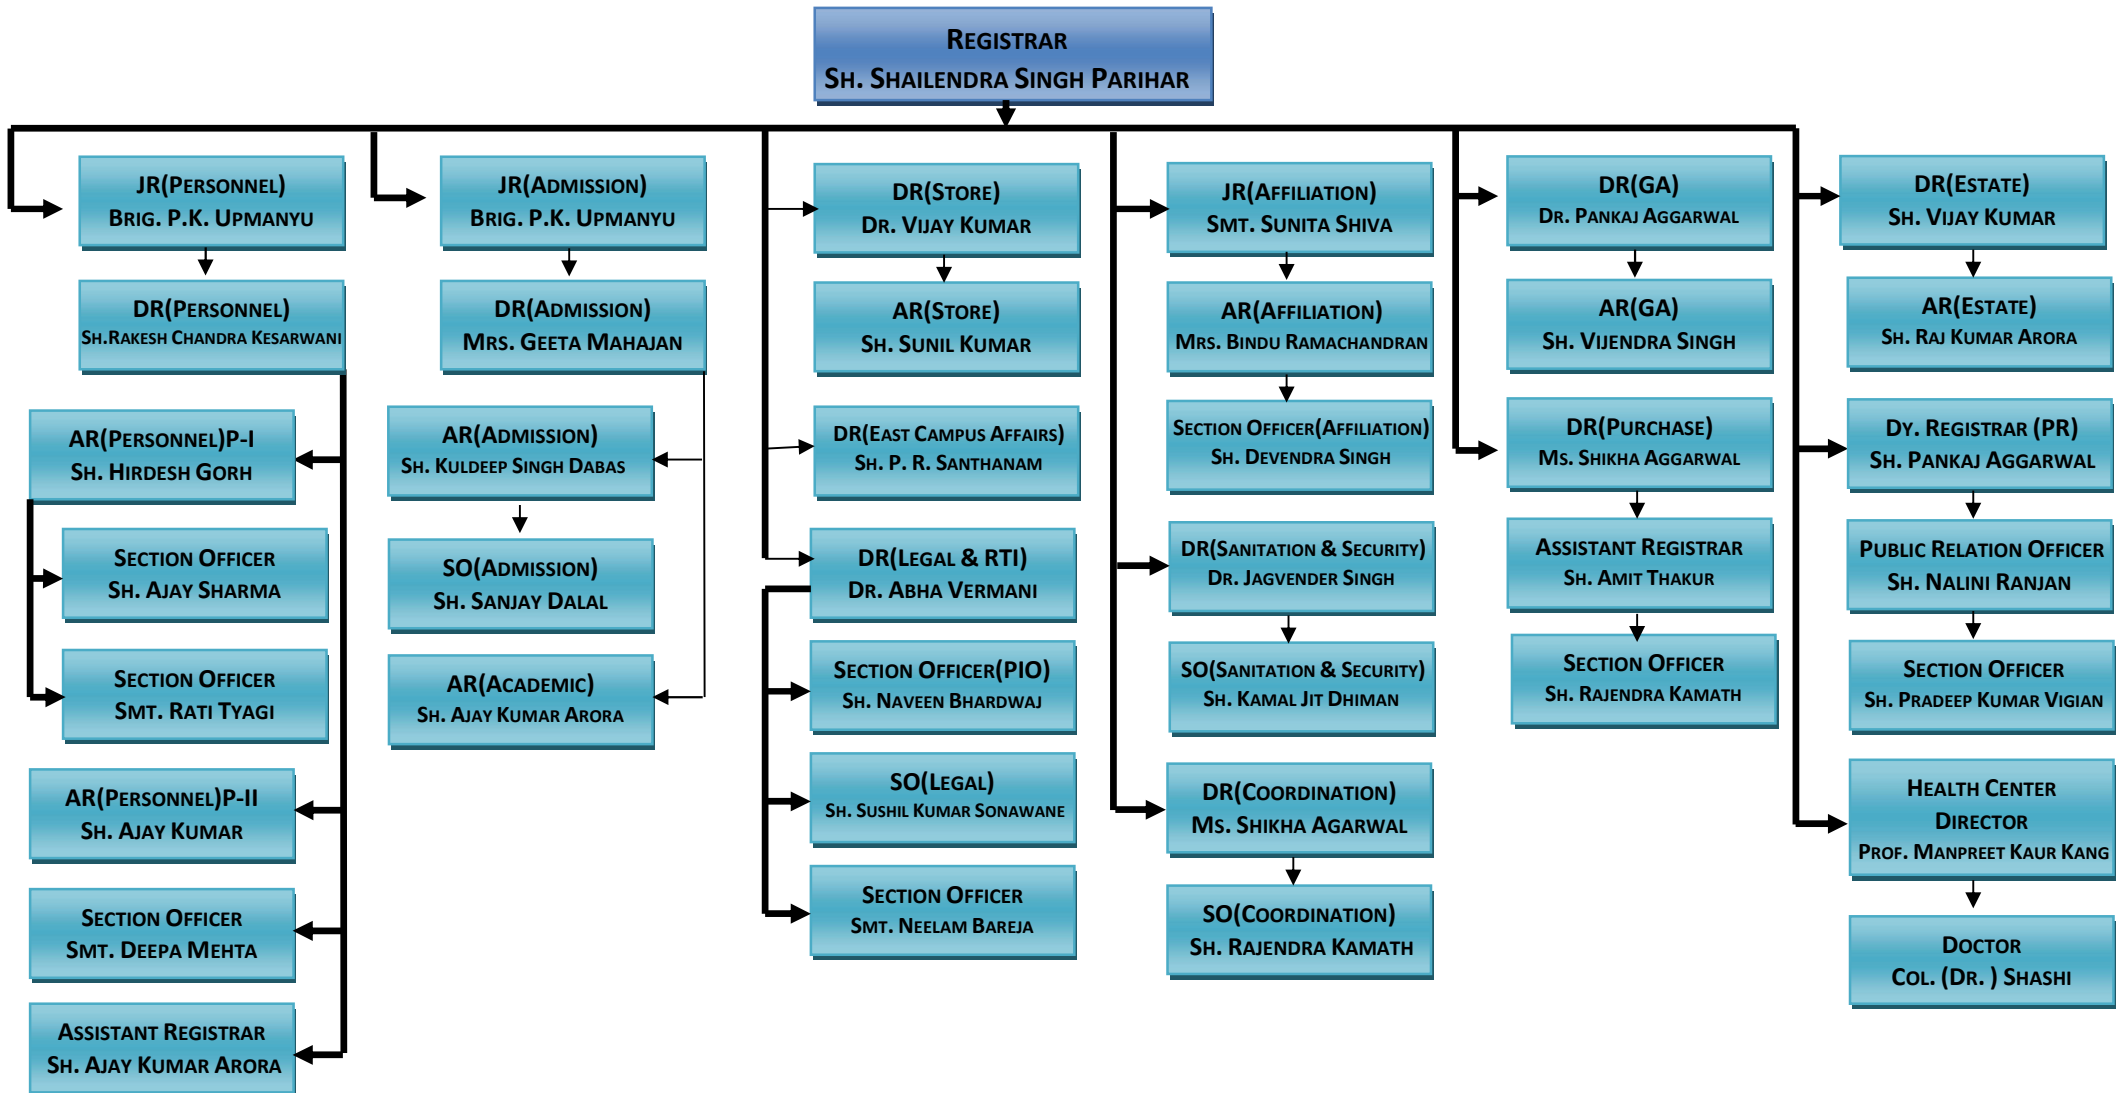 REGISTRAR
SH. SHAILENDRA SINGH PARIHAR
JR(PERSONNEL)
BRIG. P.K. UPMANYU
DR(PERSONNEL)
SH.RAKESH CHANDRA KESARWANI
AR(PERSONNEL)P-I
SH. HIRDESH GORH
SECTION OFFICER
SH. AJAY SHARMA
SECTION OFFICER
SMT. RATI TYAGI
AR(PERSONNEL)P-II
SH. AJAY KUMAR
SECTION OFFICER
SMT. DEEPA MEHTA
ASSISTANT REGISTRAR
SH. AJAY KUMAR ARORA
JR(ADMISSION)
BRIG. P.K. UPMANYU
DR(ADMISSION)
MRS. GEETA MAHAJAN
AR(ADMISSION)
SH. KULDEEP SINGH DABAS
SO(ADMISSION)
SH. SANJAY DALAL
AR(ACADEMIC)
SH. AJAY KUMAR ARORA
DR(STORE)
DR. VIJAY KUMAR
AR(STORE)
SH. SUNIL KUMAR
DR(EAST CAMPUS AFFAIRS)
SH. P. R. SANTHANAM
DR(LEGAL & RTI)
DR. ABHA VERMANI
SECTION OFFICER(PIO)
SH. NAVEEN BHARDWAJ
SO(LEGAL)
SH. SUSHIL KUMAR SONAWANE
SECTION OFFICER
SMT. NEELAM BAREJA
JR(AFFILIATION)
SMT. SUNITA SHIVA
AR(AFFILIATION)
MRS. BINDU RAMACHANDRAN
SECTION OFFICER(AFFILIATION)
SH. DEVENDRA SINGH
DR(SANITATION & SECURITY)
DR. JAGVENDER SINGH
SO(SANITATION & SECURITY)
SH. KAMAL JIT DHIMAN
DR(COORDINATION)
MS. SHIKHA AGARWAL
SO(COORDINATION)
SH. RAJENDRA KAMATH
DR(GA)
DR. PANKAJ AGGARWAL
AR(GA)
SH. VIJENDRA SINGH
DR(PURCHASE)
MS. SHIKHA AGGARWAL
ASSISTANT REGISTRAR
SH. AMIT THAKUR
SECTION OFFICER
SH. RAJENDRA KAMATH
DR(ESTATE)
SH. VIJAY KUMAR
AR(ESTATE)
SH. RAJ KUMAR ARORA
DY. REGISTRAR (PR)
SH. PANKAJ AGGARWAL
PUBLIC RELATION OFFICER
SH. NALINI RANJAN
SECTION OFFICER
SH. PRADEEP KUMAR VIGIAN
HEALTH CENTER
DIRECTOR
PROF. MANPREET KAUR KANG
DOCTOR
COL. (DR. ) SHASHI